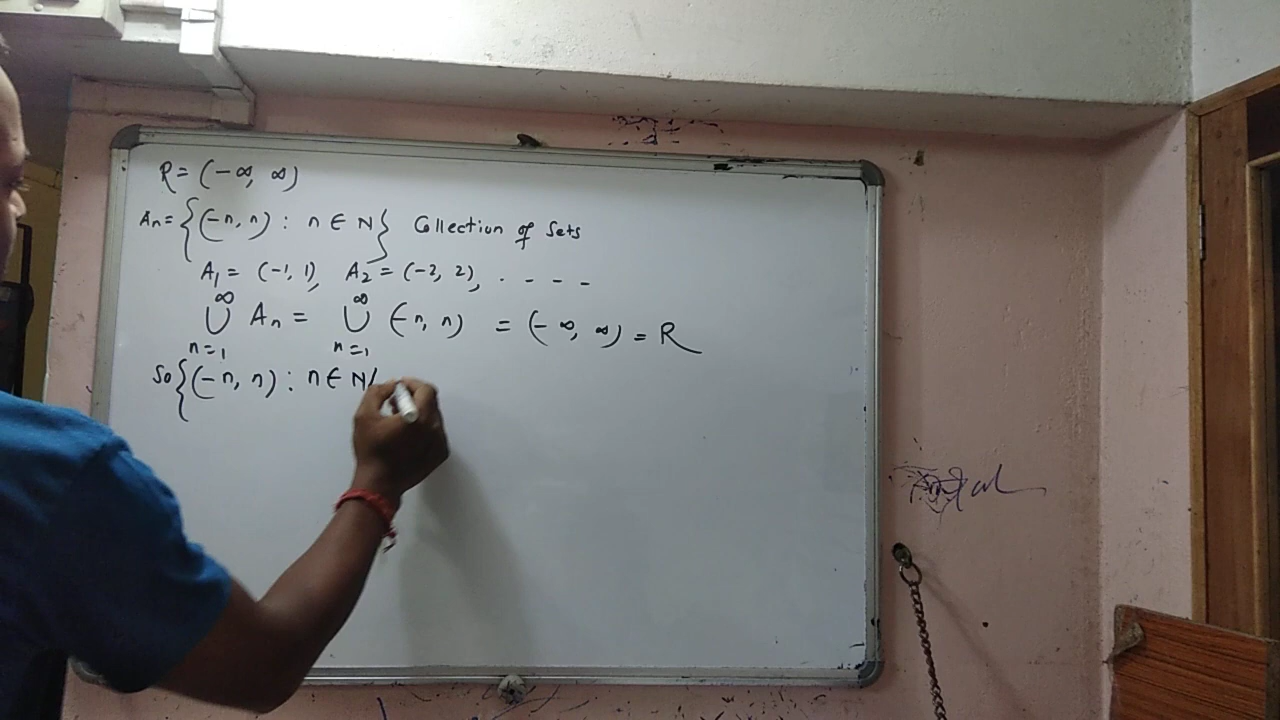 R = (-∞, ∞)
An = {(-n, n) : n ∈ N} Collection of Sets
A₁ = (-1, 1), A₂ = (-2, 2), . - - -
∞ ∞
∪ An = ∪ (-n, n) = (-∞, ∞) = R
n=1 n=1
So {(-n, n) : n ∈ N